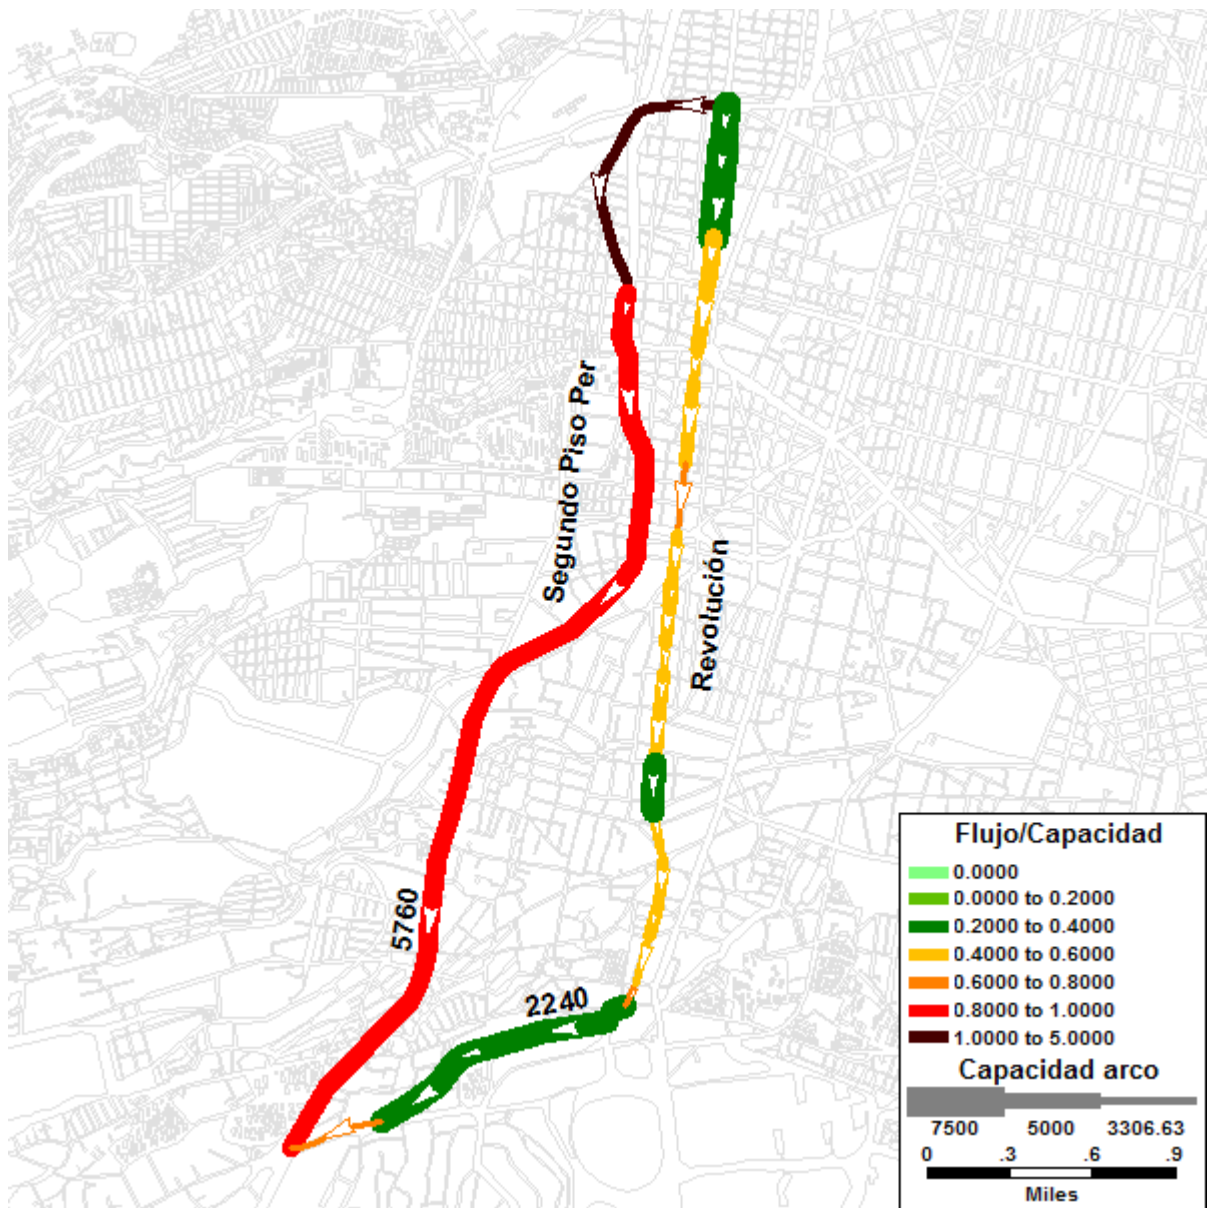 Segundo Piso Per
Revolución
5760
2240
Flujo/Capacidad
0.0000
0.0000 to 0.2000
0.2000 to 0.4000
0.4000 to 0.6000
0.6000 to 0.8000
0.8000 to 1.0000
1.0000 to 5.0000
Capacidad arco
7500 5000 3306.63
0 .3 .6 .9
Miles